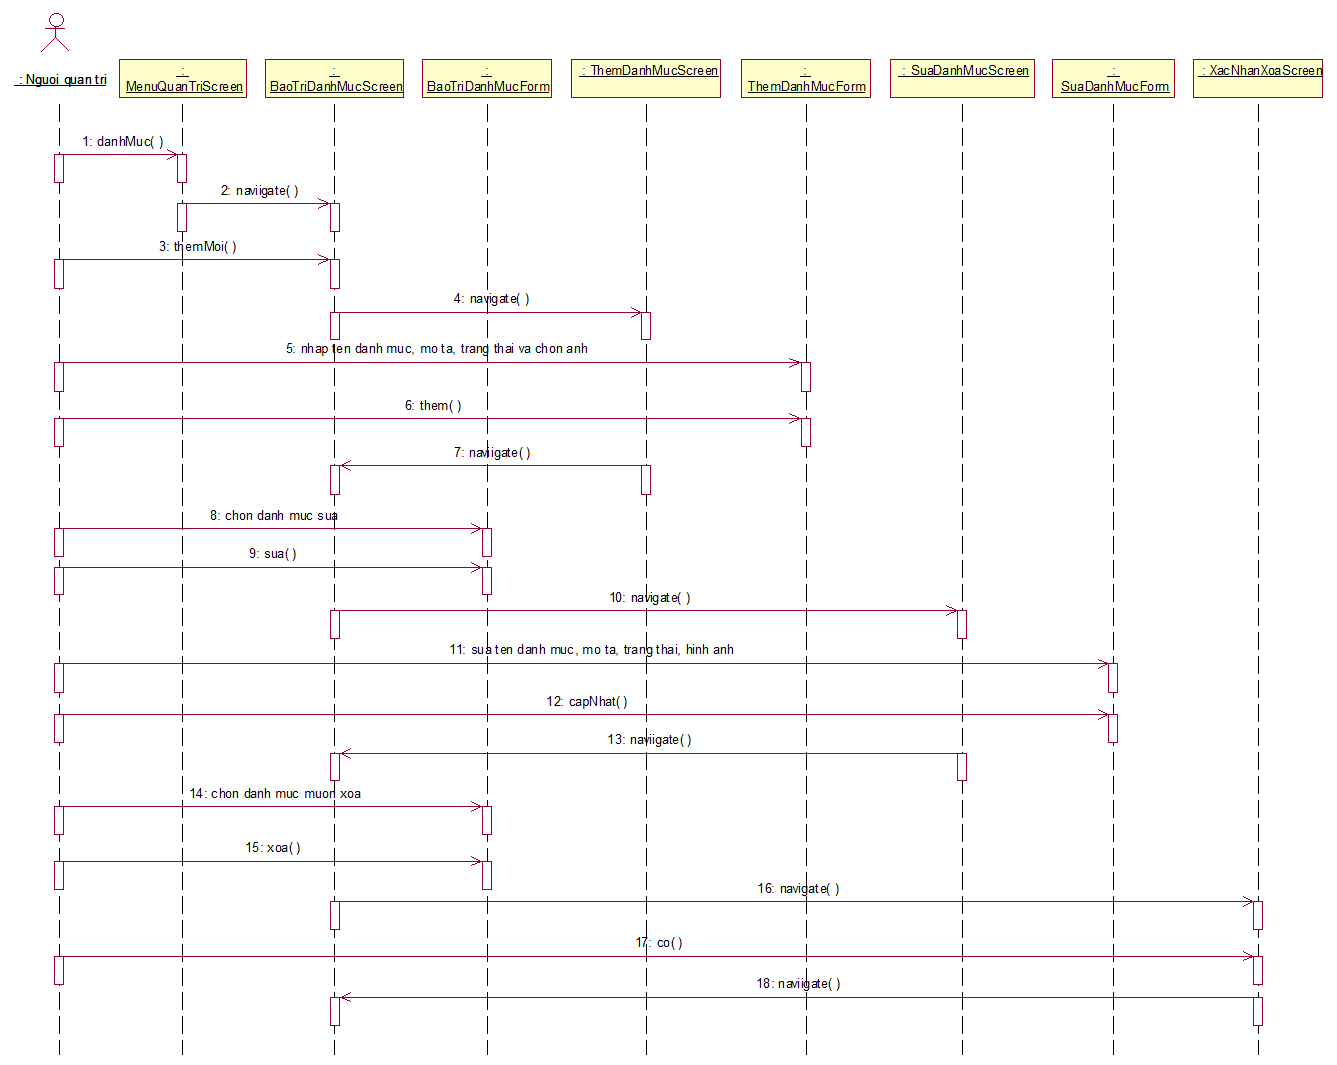 : Nguoi quan tri
:
MenuQuanTriScreen
:
BaoTriDanhMucScreen
:
BaoTriDanhMucForm
: ThemDanhMucScreen
:
ThemDanhMucForm
: SuaDanhMucScreen
:
SuaDanhMucForm
: XacNhanXoaScreen
1: danhMuc( )
2: naviigate( )
3: themMoi( )
4: navigate( )
5: nhap ten danh muc, mo ta, trang thai va chon anh
6: them( )
7: naviigate( )
8: chon danh muc sua
9: sua( )
10: navigate( )
11: sua ten danh muc, mo ta, trang thai, hinh anh
12: capNhat( )
13: naviigate( )
14: chon danh muc muon xoa
15: xoa( )
16: navigate( )
17: co( )
18: naviigate( )